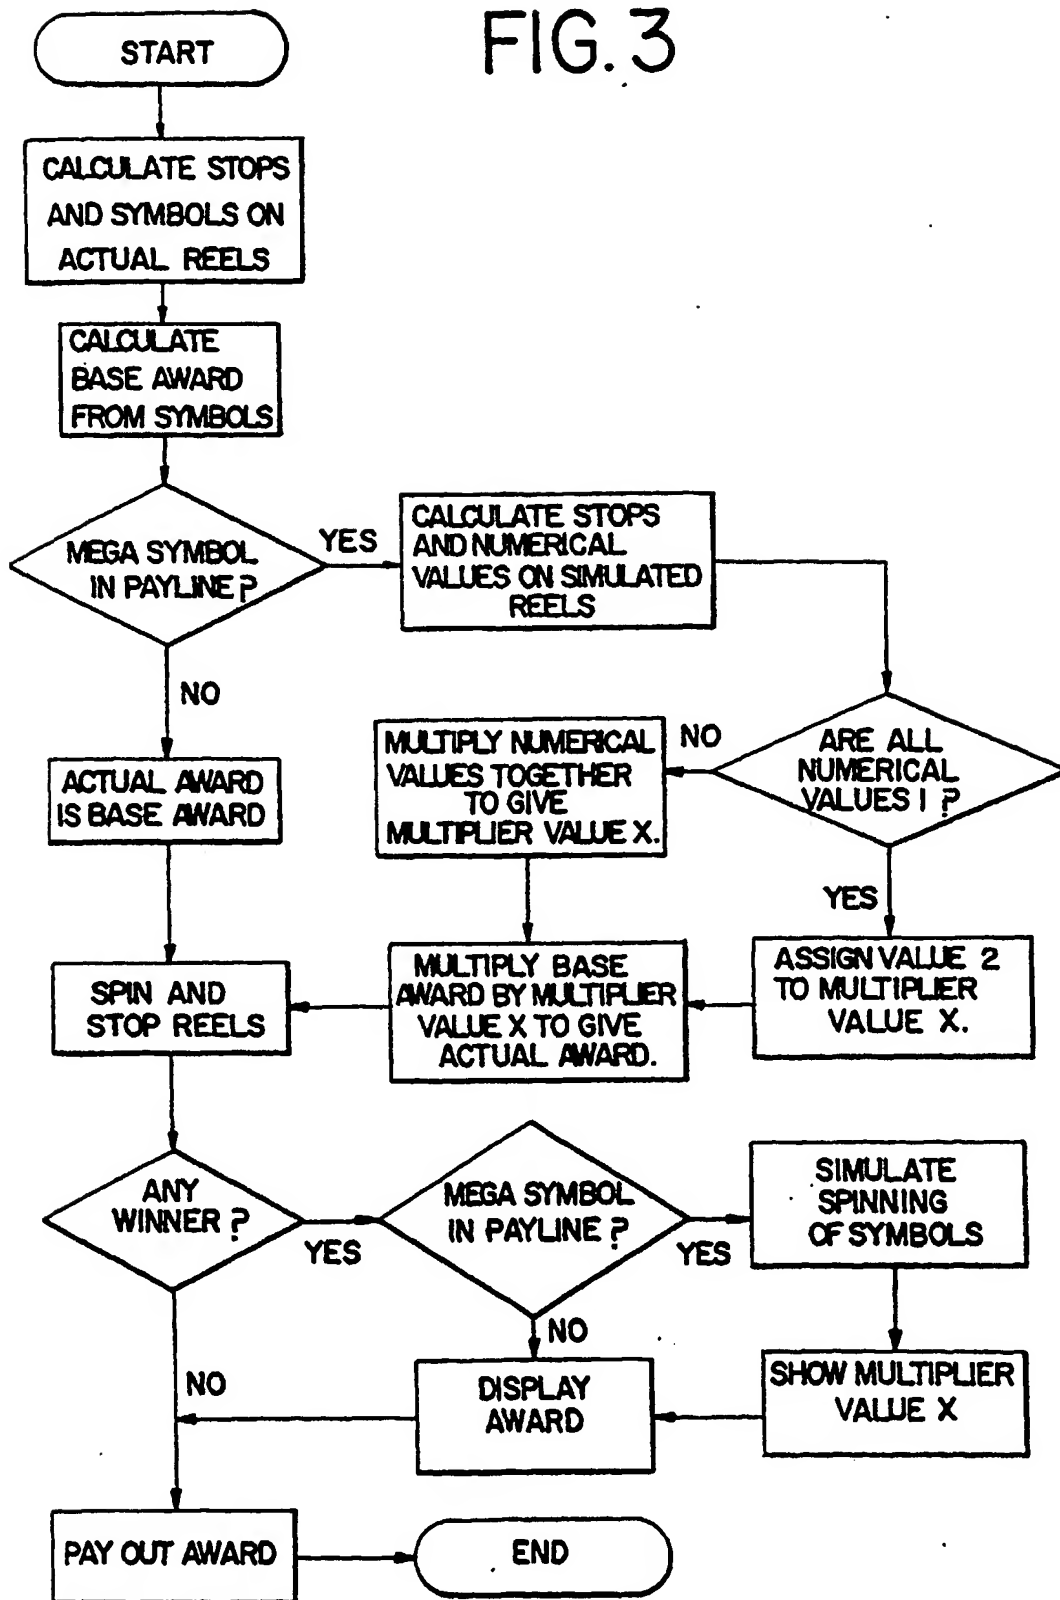 FIG. 3
START
CALCULATE STOPS
AND SYMBOLS ON
ACTUAL REELS
CALCULATE
BASE AWARD
FROM SYMBOLS
MEGA SYMBOL
IN PAYLINE?
YES
CALCULATE STOPS
AND NUMERICAL
VALUES ON SIMULATED
REELS
NO
ARE ALL
NUMERICAL
VALUES 1?
NO
MULTIPLY NUMERICAL
VALUES TOGETHER
TO GIVE
MULTIPLIER VALUE X.
ACTUAL AWARD
IS BASE AWARD
YES
ASSIGN VALUE 2
TO MULTIPLIER
VALUE X.
MULTIPLY BASE
AWARD BY MULTIPLIER
VALUE X TO GIVE
ACTUAL AWARD.
SPIN AND
STOP REELS
ANY
WINNER?
YES
MEGA SYMBOL
IN PAYLINE?
YES
SIMULATE
SPINNING
OF SYMBOLS
NO
NO
DISPLAY
AWARD
SHOW MULTIPLIER
VALUE X
PAY OUT AWARD
END